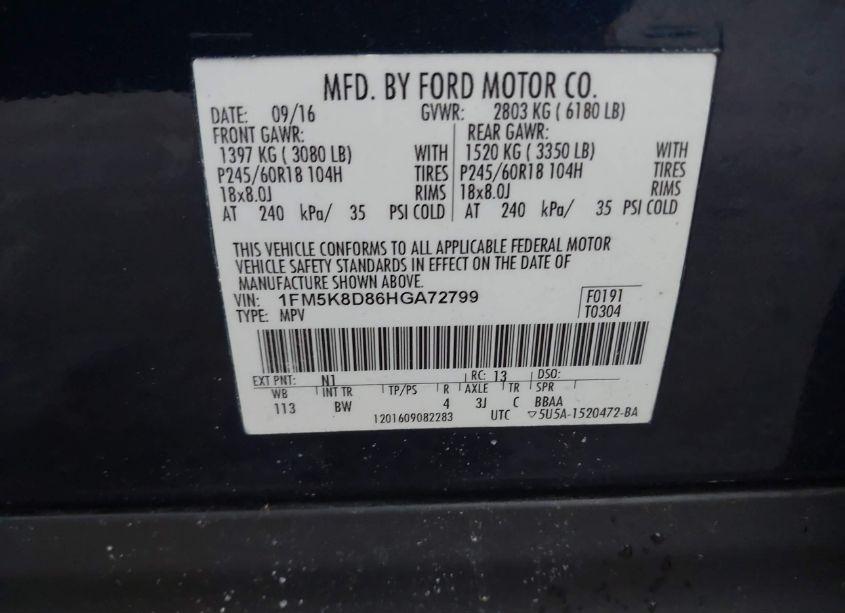 MFD. BY FORD MOTOR CO.
DATE: 09/16 GVWR: 2803 KG ( 6180 LB)
FRONT GAWR: REAR GAWR:
1397 KG ( 3080 LB) WITH 1520 KG ( 3350 LB) WITH
P245/60R18 104H TIRES P245/60R18 104H TIRES
18x8.0J RIMS 18x8.0J RIMS
AT 240 kPa/ 35 PSI COLD AT 240 kPa/ 35 PSI COLD
THIS VEHICLE CONFORMS TO ALL APPLICABLE FEDERAL MOTOR
VEHICLE SAFETY STANDARDS IN EFFECT ON THE DATE OF
MANUFACTURE SHOWN ABOVE.
VIN: 1FM5K8D86HGA72799 F0191
TYPE: MPV T0304
EXT PNT: N1 RC: 13 DSO:
WB INT TR TP/PS R AXLE TR SPR
113 BW 4 3J C BBAA
1201609082283 UTC ▽5U5A-1520472-BA